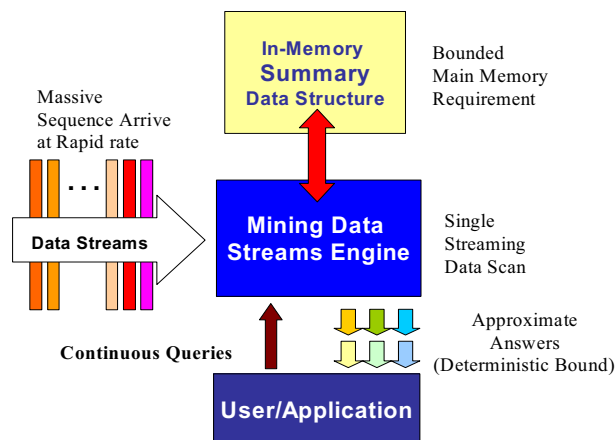 In-Memory
Summary
Data Structure
Bounded
Main Memory
Requirement
Massive
Sequence Arrive
at Rapid rate
...
Data Streams
Mining Data
Streams Engine
Single
Streaming
Data Scan
Continuous Queries
Approximate
Answers
(Deterministic Bound)
User/Application